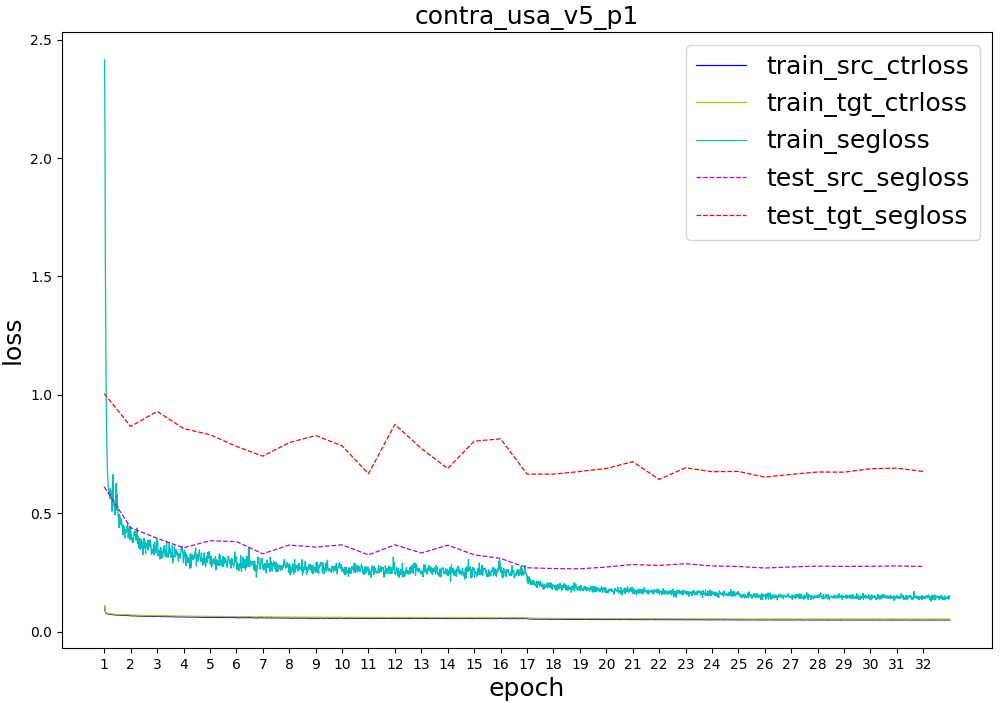 contra_usa_v5_p1
train_src_ctrloss
train_tgt_ctrloss
train_segloss
test_src_segloss
test_tgt_segloss
loss
2.5
2.0
1.5
1.0
0.5
0.0
1 2 3 4 5 6 7 8 9 10 11 12 13 14 15 16 17 18 19 20 21 22 23 24 25 26 27 28 29 30 31 32
epoch